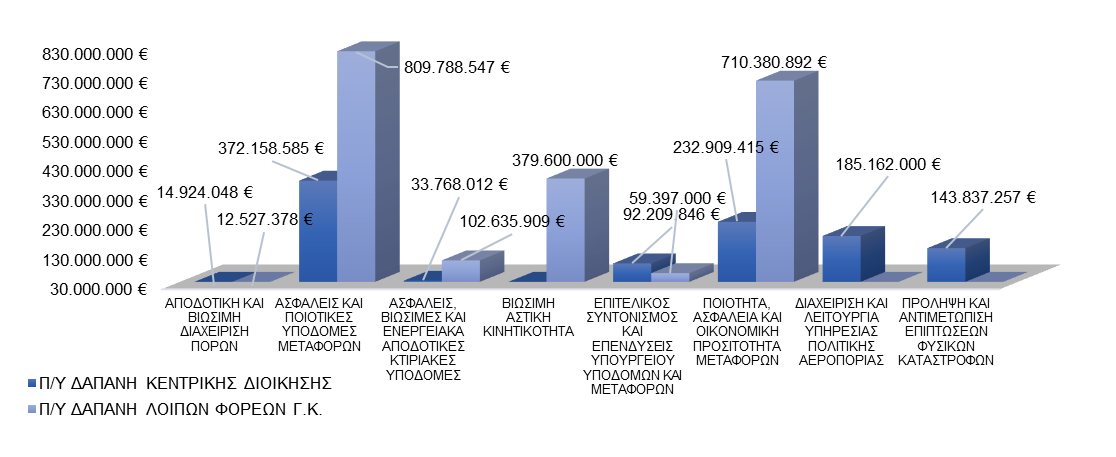 830.000.000 €
730.000.000 €
630.000.000 €
530.000.000 €
430.000.000 €
330.000.000 €
230.000.000 €
130.000.000 €
30.000.000 €
14.924.048 €
12.527.378 €
372.158.585 €
809.788.547 €
33.768.012 €
102.635.909 €
379.600.000 €
59.397.000 €
92.209.846 €
232.909.415 €
710.380.892 €
185.162.000 €
143.837.257 €
ΑΠΟΔΟΤΙΚΗ ΚΑΙ
ΒΙΩΣΙΜΗ
ΔΙΑΧΕΙΡΙΣΗ
ΠΟΡΩΝ
ΑΣΦΑΛΕΙΣ ΚΑΙ
ΠΟΙΟΤΙΚΕΣ
ΥΠΟΔΟΜΕΣ
ΜΕΤΑΦΟΡΩΝ
ΑΣΦΑΛΕΙΣ,
ΒΙΩΣΙΜΕΣ ΚΑΙ
ΕΝΕΡΓΕΙΑΚΑ
ΑΠΟΔΟΤΙΚΕΣ
ΚΤΙΡΙΑΚΕΣ
ΥΠΟΔΟΜΕΣ
ΒΙΩΣΙΜΗ
ΑΣΤΙΚΗ
ΚΙΝΗΤΙΚΟΤΗΤΑ
ΕΠΙΤΕΛΙΚΟΣ
ΣΥΝΤΟΝΙΣΜΟΣ
ΚΑΙ
ΕΠΕΝΔΥΣΕΙΣ
ΥΠΟΥΡΓΕΙΟΥ
ΥΠΟΔΟΜΩΝ ΚΑΙ
ΜΕΤΑΦΟΡΩΝ
ΠΟΙΟΤΗΤΑ,
ΑΣΦΑΛΕΙΑ ΚΑΙ
ΟΙΚΟΝΟΜΙΚΗ
ΠΡΟΣΙΤΟΤΗΤΑ
ΜΕΤΑΦΟΡΩΝ
ΔΙΑΧΕΙΡΙΣΗ ΚΑΙ
ΛΕΙΤΟΥΡΓΙΑ
ΥΠΗΡΕΣΙΑΣ
ΠΟΛΙΤΙΚΗΣ
ΑΕΡΟΠΟΡΙΑΣ
ΠΡΟΛΗΨΗ ΚΑΙ
ΑΝΤΙΜΕΤΩΠΙΣΗ
ΕΠΙΠΤΩΣΕΩΝ
ΦΥΣΙΚΩΝ
ΚΑΤΑΣΤΡΟΦΩΝ
Π/Υ ΔΑΠΑΝΗ ΚΕΝΤΡΙΚΗΣ ΔΙΟΙΚΗΣΗΣ
Π/Υ ΔΑΠΑΝΗ ΛΟΙΠΩΝ ΦΟΡΕΩΝ Γ.Κ.